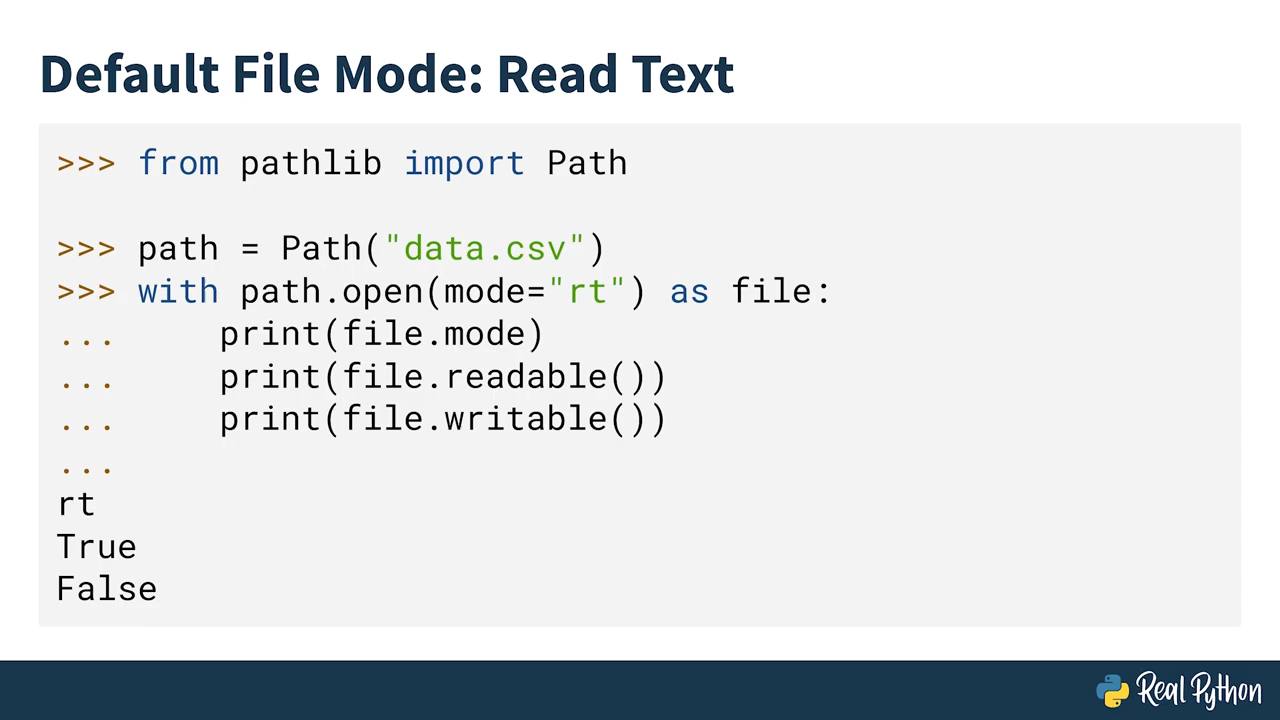 Default File Mode: Read Text
>>> from pathlib import Path
>>> path = Path("data.csv")
>>> with path.open(mode="rt") as file:
...     print(file.mode)
...     print(file.readable())
...     print(file.writable())
...
rt
True
False
Real Python